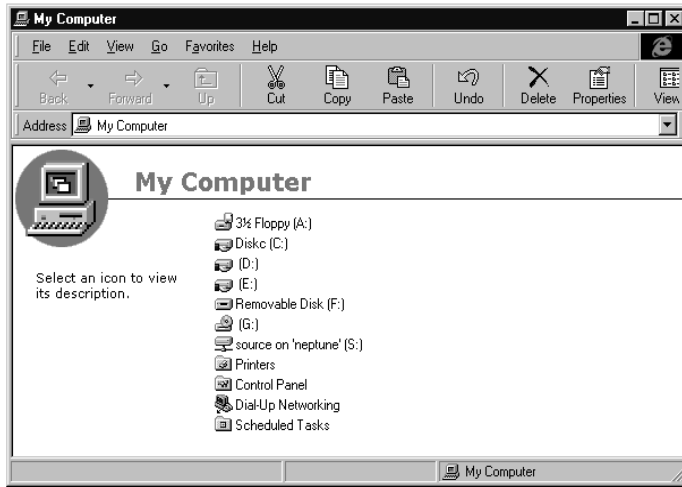 My Computer
File Edit View Go Favorites Help
Back Forward Up Cut Copy Paste Undo Delete Properties View
Address My Computer
My Computer
Select an icon to view
its description.
3½ Floppy (A:)
Diskc (C:)
(D:)
(E:)
Removable Disk (F:)
(G:)
source on 'neptune' (S:)
Printers
Control Panel
Dial-Up Networking
Scheduled Tasks
My Computer